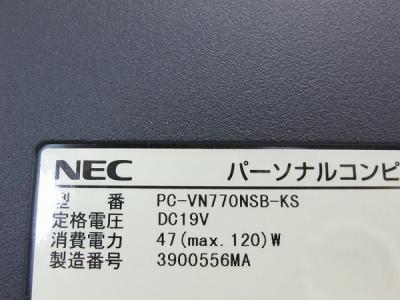 NEC パーソナルコンピ
型 番 PC-VN770NSB-KS
定格電圧 DC19V
消費電力 47(max.120)W
製造番号 3900556MA